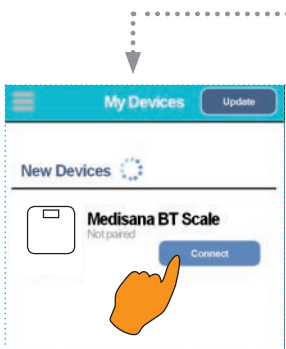 My Devices Update
New Devices
Medisana BT Scale
Not paired
Connect